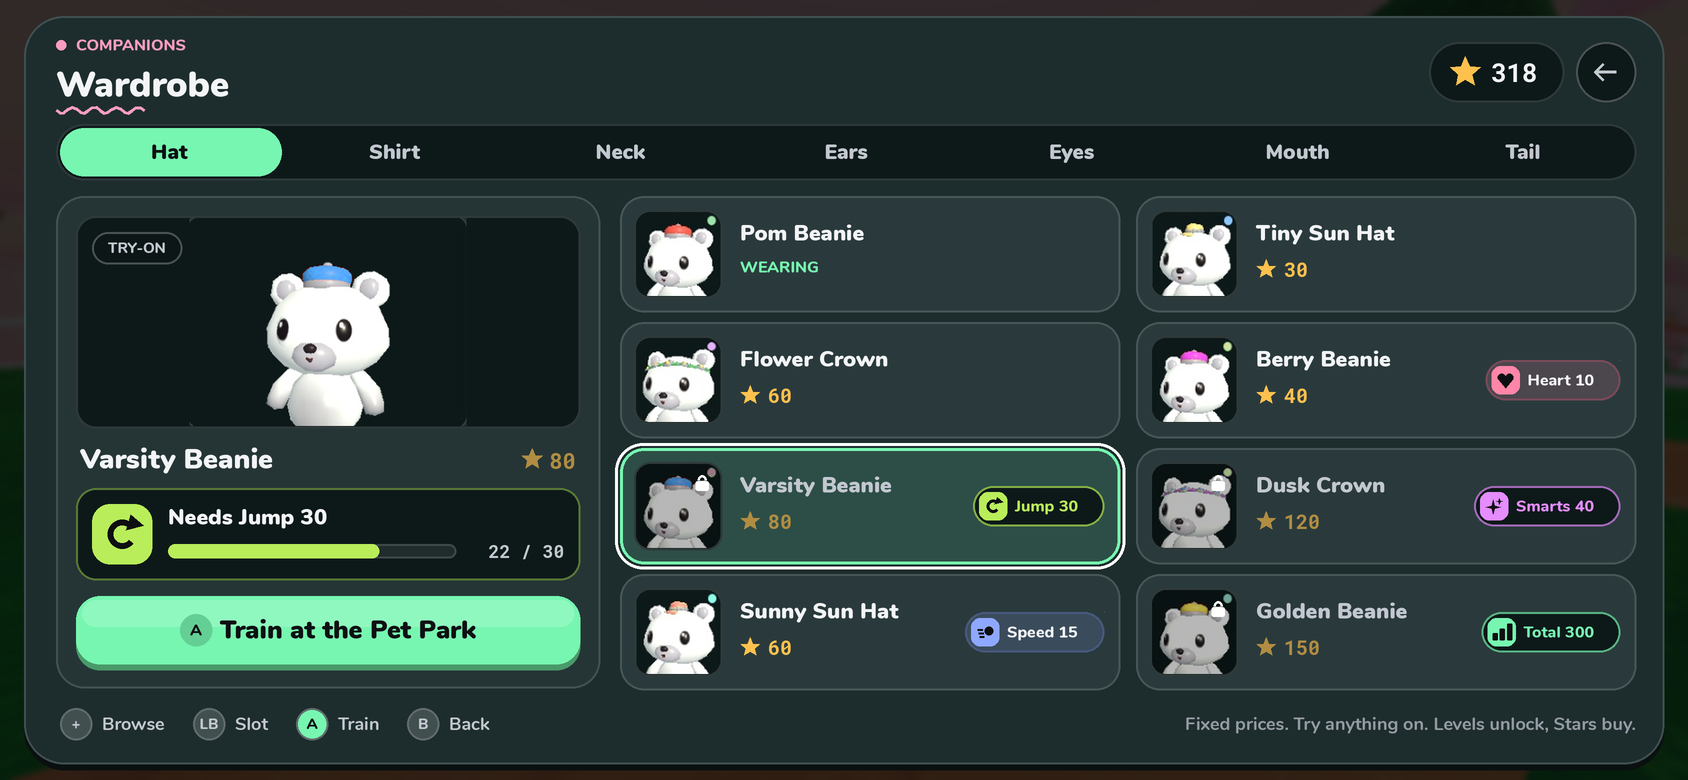 COMPANIONS
Wardrobe
318
Hat
Shirt
Neck
Ears
Eyes
Mouth
Tail
TRY-ON
Varsity Beanie
80
Needs Jump 30
22 / 30
A Train at the Pet Park
Pom Beanie
WEARING
Tiny Sun Hat
30
Flower Crown
60
Berry Beanie
40
Heart 10
Varsity Beanie
80
Jump 30
Dusk Crown
120
Smarts 40
Sunny Sun Hat
60
Speed 15
Golden Beanie
150
Total 300
+ Browse
LB Slot
A Train
B Back
Fixed prices. Try anything on. Levels unlock, Stars buy.